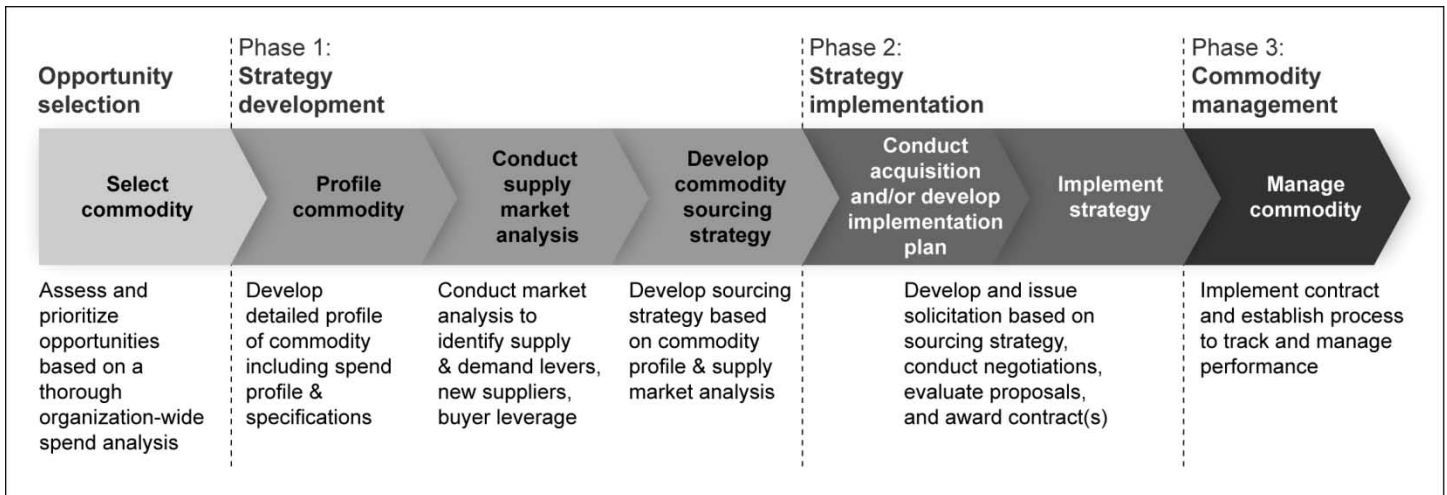 Opportunity
selection
Phase 1:
Strategy
development
Phase 2:
Strategy
implementation
Phase 3:
Commodity
management
Select
commodity
Profile
commodity
Conduct
supply
market
analysis
Develop
commodity
sourcing
strategy
Conduct
acquisition
and/or develop
implementation
plan
Implement
strategy
Manage
commodity
Assess and
prioritize
opportunities
based on a
thorough
organization-wide
spend analysis
Develop
detailed profile
of commodity
including spend
profile &
specifications
Conduct market
analysis to
identify supply
& demand levers,
new suppliers,
buyer leverage
Develop sourcing
strategy based
on commodity
profile & supply
market analysis
Develop and issue
solicitation based on
sourcing strategy,
conduct negotiations,
evaluate proposals,
and award contract(s)
Implement contract
and establish process
to track and manage
performance